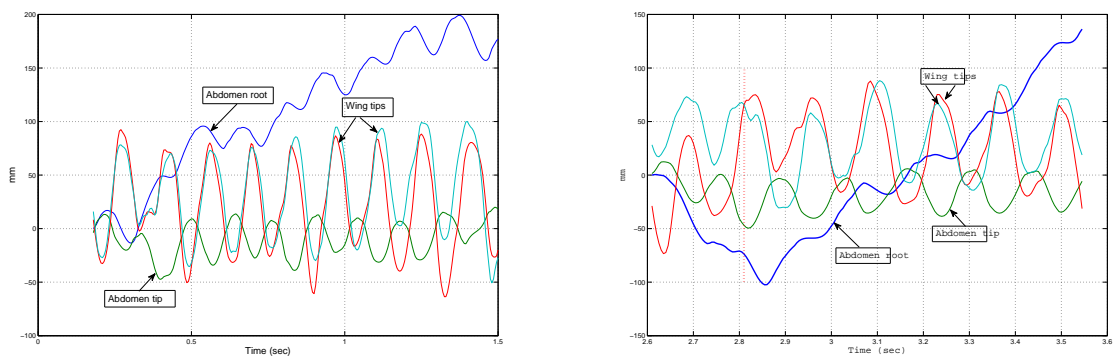 200
150
100
50
0
−50
−100
mm
0
0.5
1
1.5
Time (sec)
Abdomen root
Wing tips
Abdomen tip
150
100
50
0
−50
−100
−150
mm
2.6
2.7
2.8
2.9
3
3.1
3.2
3.3
3.4
3.5
3.6
Time (sec)
Wing tips
Abdomen tip
Abdomen root